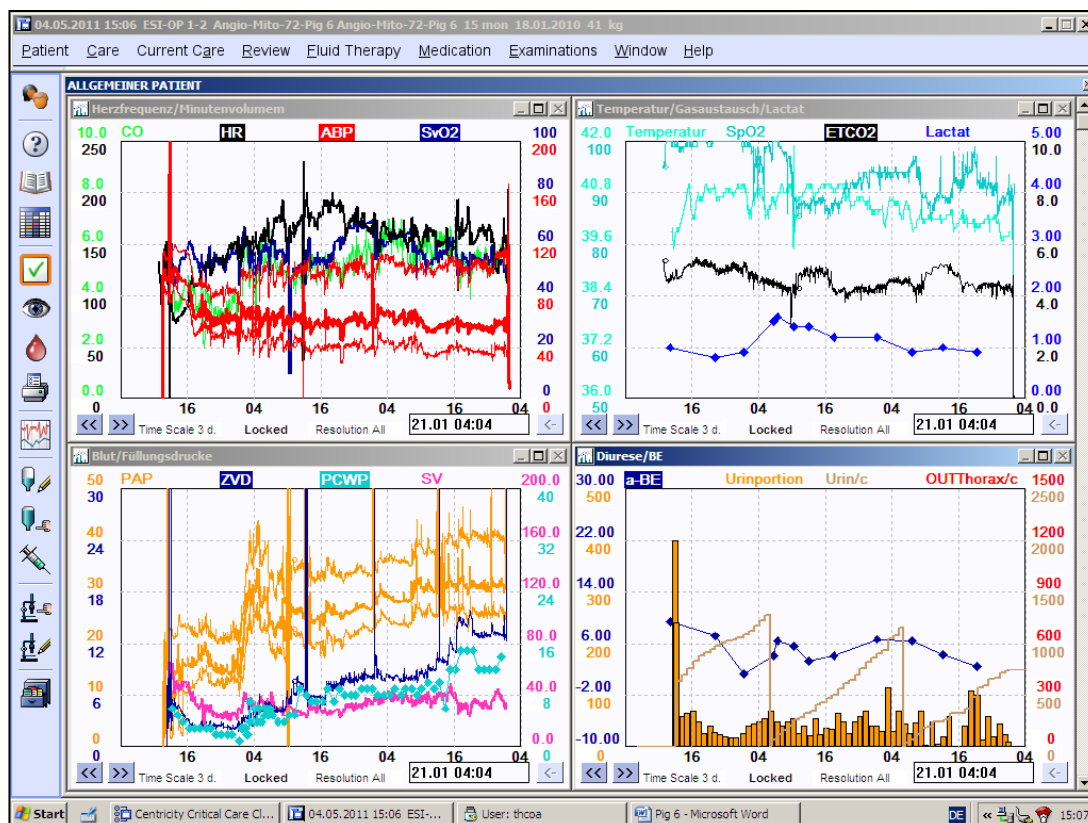 04.05.2011 15:06 ESI-OP 1-2 Angio-Mito-72-Pig 6 Angio-Mito-72-Pig 6 15 mon 18.01.2010 41 kg
Patient Care Current Care Review Fluid Therapy Medication Examinations Window Help
ALLGEMEINER PATIENT
Herzfrequenz/Minutenvolumem
10.0 CO HR ABP SvO2 100
250 200
8.0 80
200 160
6.0 60
150 120
4.0 40
100 80
2.0 20
50 40
0.0 0
0 16 04 16 04 16 04 0
<< >> Time Scale 3 d. Locked Resolution All 21.01 04:04 <-
Temperatur/Gasaustausch/Lactat
42.0 Temperatur SpO2 ETCO2 Lactat 5.00
100 10.0
40.8 4.00
90 8.0
39.6 3.00
80 6.0
38.4 2.00
70 4.0
37.2 1.00
60 2.0
36.0 0.00
50 16 04 16 04 16 04 0.0
<< >> Time Scale 3 d. Locked Resolution All 21.01 04:04 <-
Blut/Füllungsdrucke
50 PAP ZVD PCWP SV 200.0
30 40
40 160.0
24 32
30 120.0
18 24
20 80.0
12 16
10 40.0
6 8
0 0.0
0 16 04 16 04 16 04 0
<< >> Time Scale 3 d. Locked Resolution All 21.01 04:04 <-
Diurese/BE
a-BE 30.00 Urinportion Urin/c OUTThorax/c 1500
500 2500
22.00 1200
400 2000
14.00 900
300 1500
6.00 600
200 1000
-2.00 300
100 500
-10.00 0
0 16 04 16 04 16 04 0
<< >> Time Scale 3 d. Locked Resolution All 21.01 04:04 <-
Start Centricity Critical Care Cl... 04.05.2011 15:06 ESI-... User: thcoa Pig 6 - Microsoft Word DE « 15:07